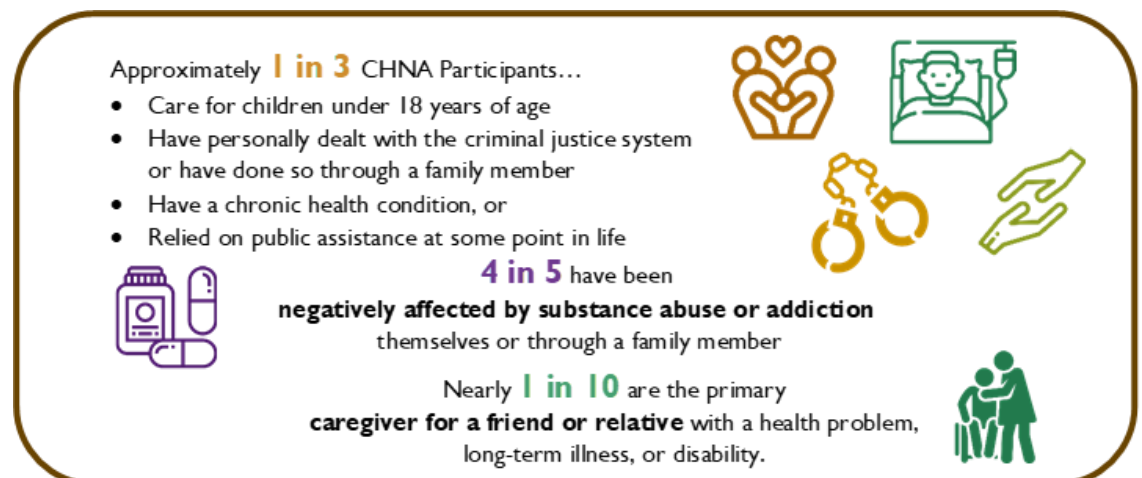 Approximately 1 in 3 CHNA Participants...
• Care for children under 18 years of age
• Have personally dealt with the criminal justice system
or have done so through a family member
• Have a chronic health condition, or
• Relied on public assistance at some point in life
4 in 5 have been
negatively affected by substance abuse or addiction
themselves or through a family member
Nearly 1 in 10 are the primary
caregiver for a friend or relative with a health problem,
long-term illness, or disability.